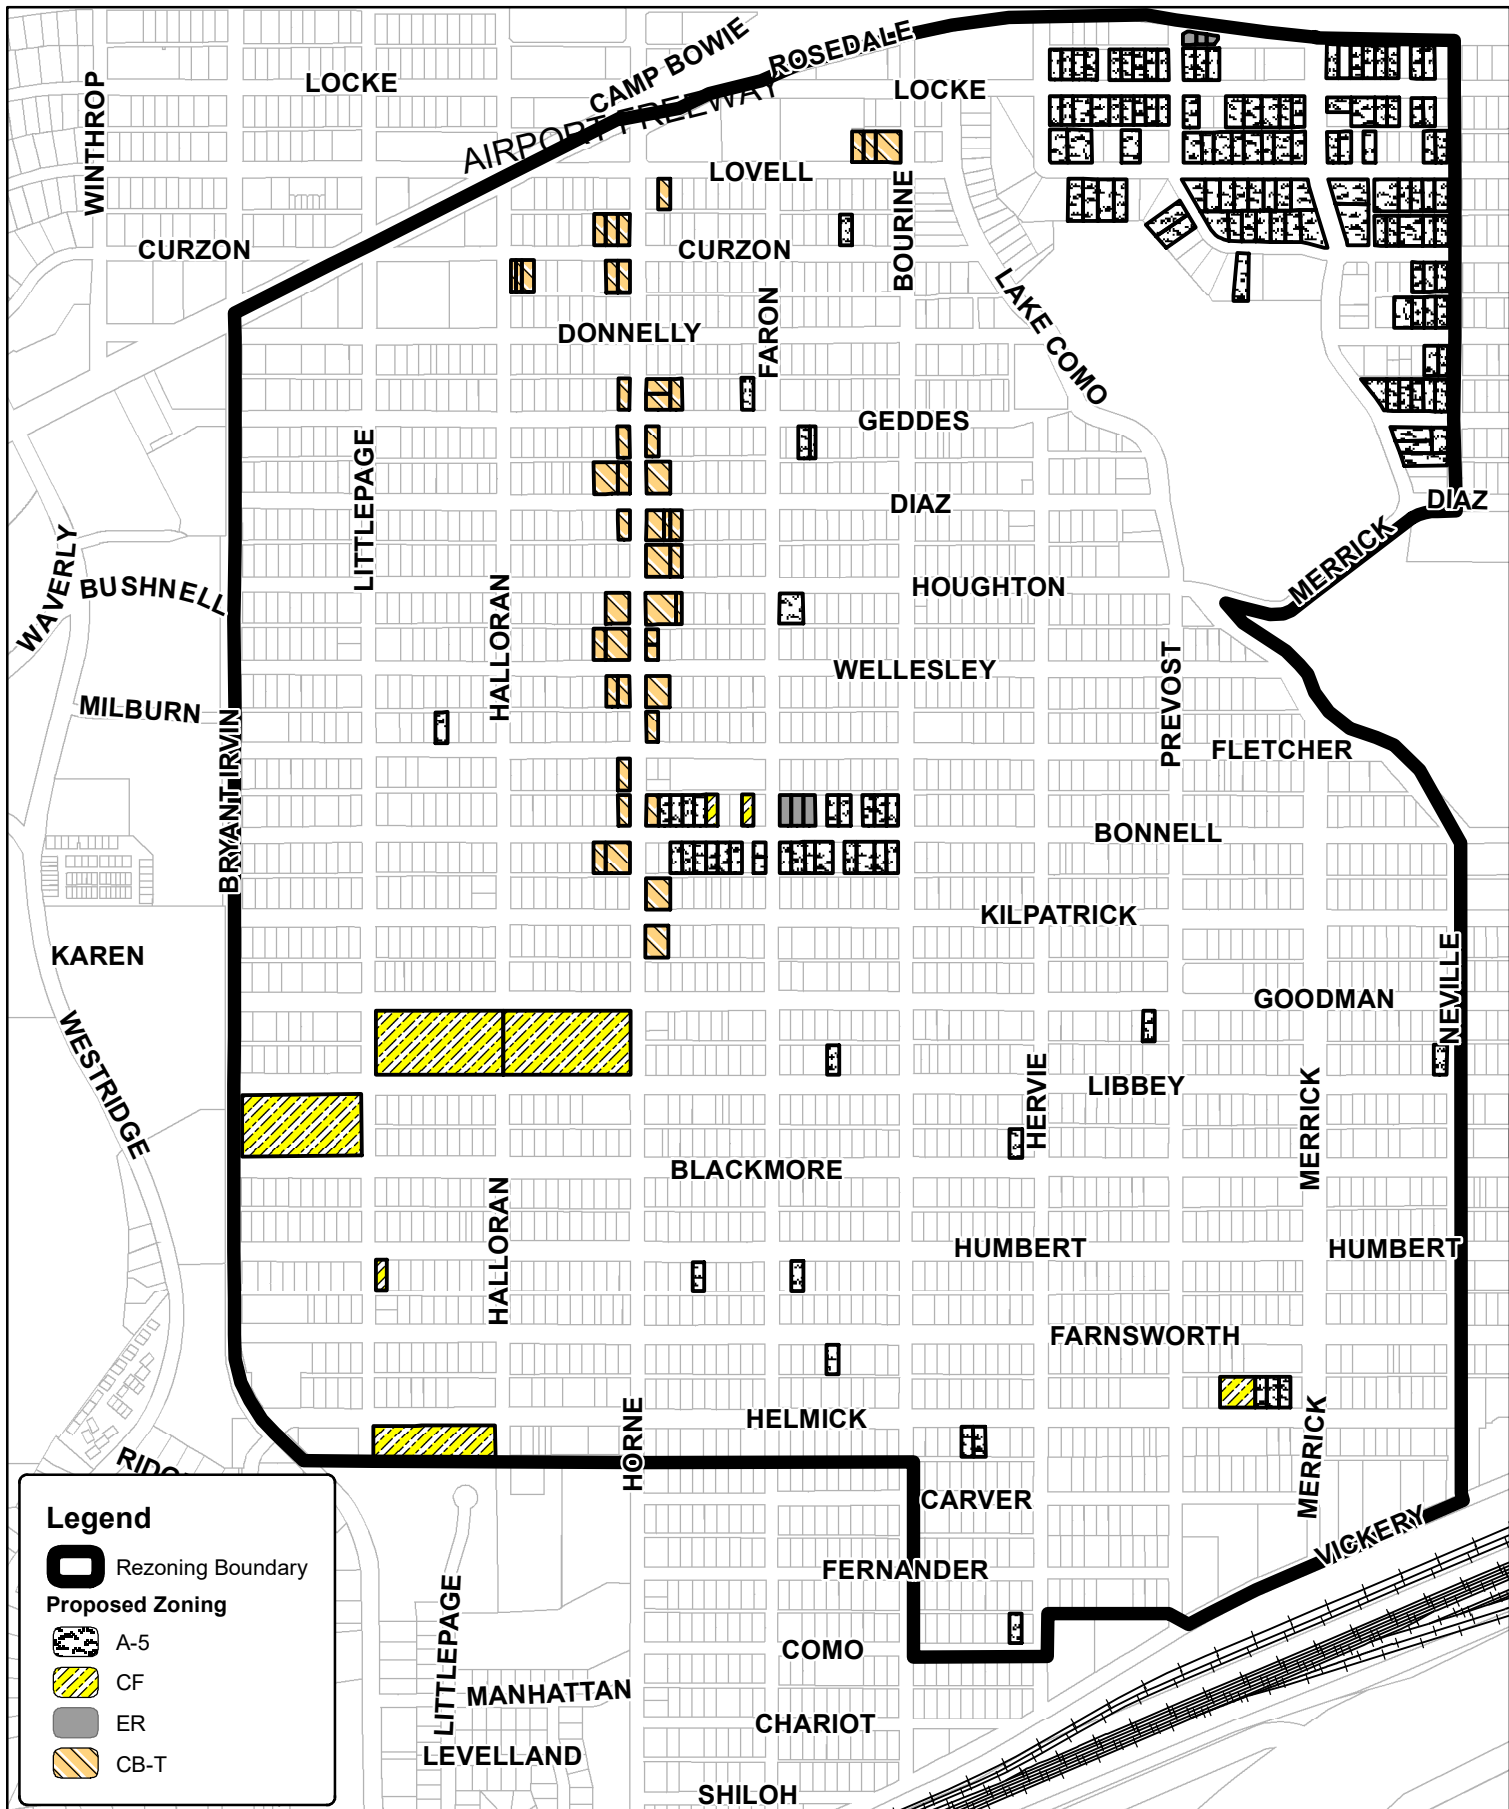 CAMP BOWIE
ROSEDALE
LOCKE
LOCKE
AIRPORT FREEWAY
WINTHROP
LOVELL
BOURINE
CURZON
CURZON
LAKE COMO
FARON
DONNELLY
GEDDES
LITTLEPAGE
DIAZ
DIAZ
MERRICK
WAVERLY
BUSHNELL
HOUGHTON
HALLORAN
WELLESLEY
PREVOST
MILBURN
BRYANT IRVIN
FLETCHER
BONNELL
KILPATRICK
KAREN
NEVILLE
GOODMAN
WESTRIDGE
HERVIE
LIBBEY
MERRICK
BLACKMORE
HALLORAN
HUMBERT
HUMBERT
FARNSWORTH
HORNE
HELMICK
MERRICK
CARVER
VICKERY
FERNANDER
LITTLEPAGE
COMO
MANHATTAN
CHARIOT
LEVELLAND
SHILOH
Legend
Rezoning Boundary
Proposed Zoning
A-5
CF
ER
CB-T